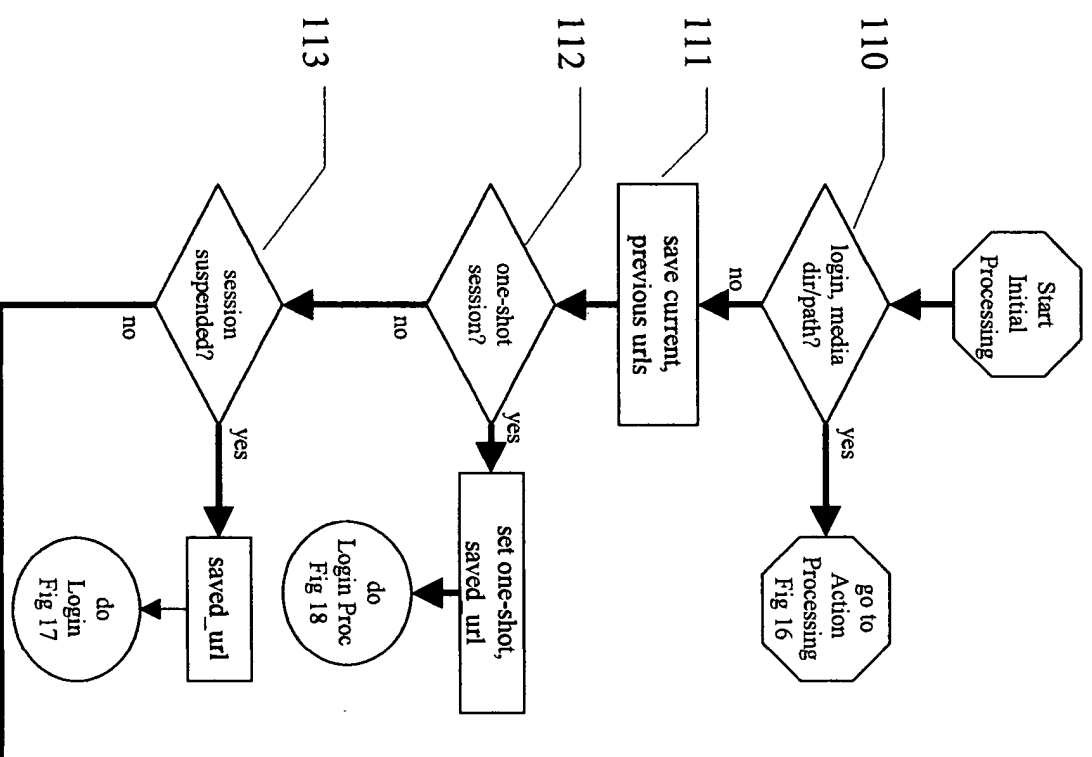 Start
Initial
Processing
110
login, media
dir/path?
yes
go to
Action
Processing
Fig 16
no
111
save current,
previous urls
112
one-shot
session?
yes
set one-shot,
saved_url
do
Login Proc
Fig 18
no
113
session
suspended?
yes
saved_url
do
Login
Fig 17
no